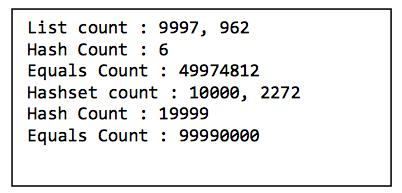 List count : 9997, 962
Hash Count : 6
Equals Count : 49974812
Hashset count : 10000, 2272
Hash Count : 19999
Equals Count : 99990000